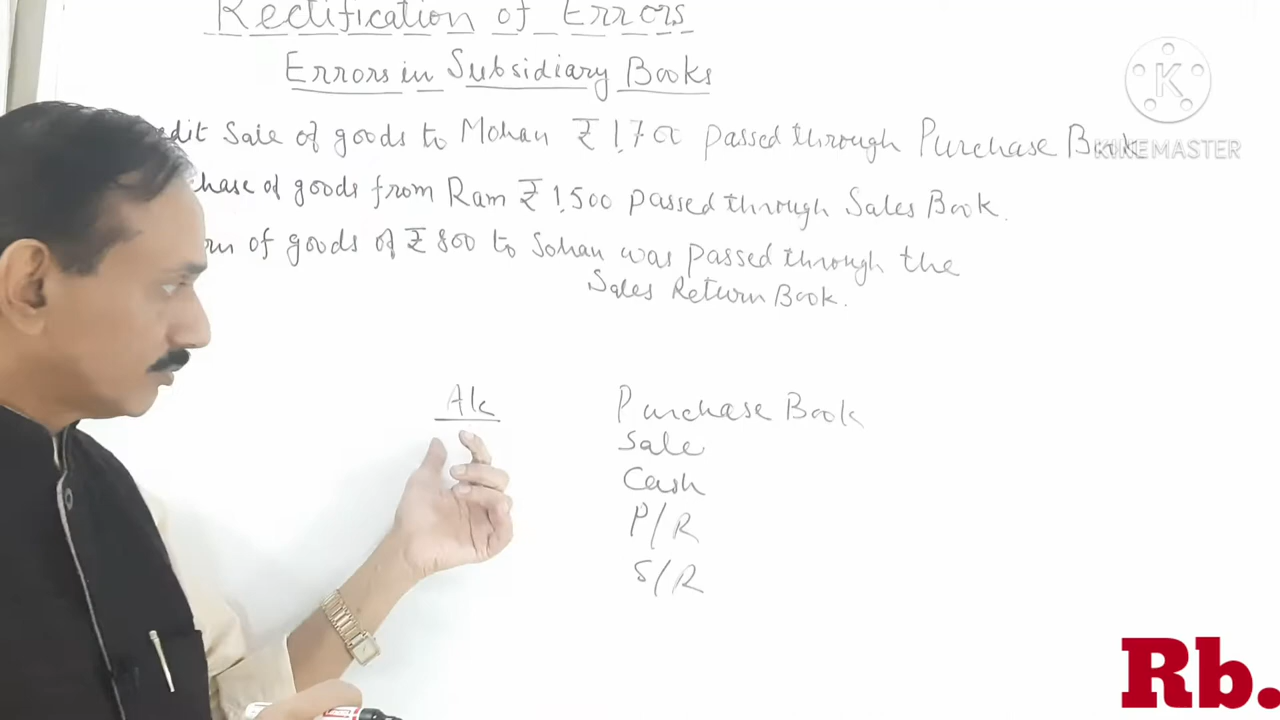 Rectification of Errors
Errors in Subsidiary Books
edit Sale of goods to Mohan ₹ 1,700 passed through Purchase Book
chase of goods from Ram ₹ 1,500 passed through Sales Book.
of goods of ₹ 800 to Sohan was passed through the
Sales Return Book.
A/c
Purchase Book
Sale
Cash
P/R
S/R
K
KINEMASTER
Rb.